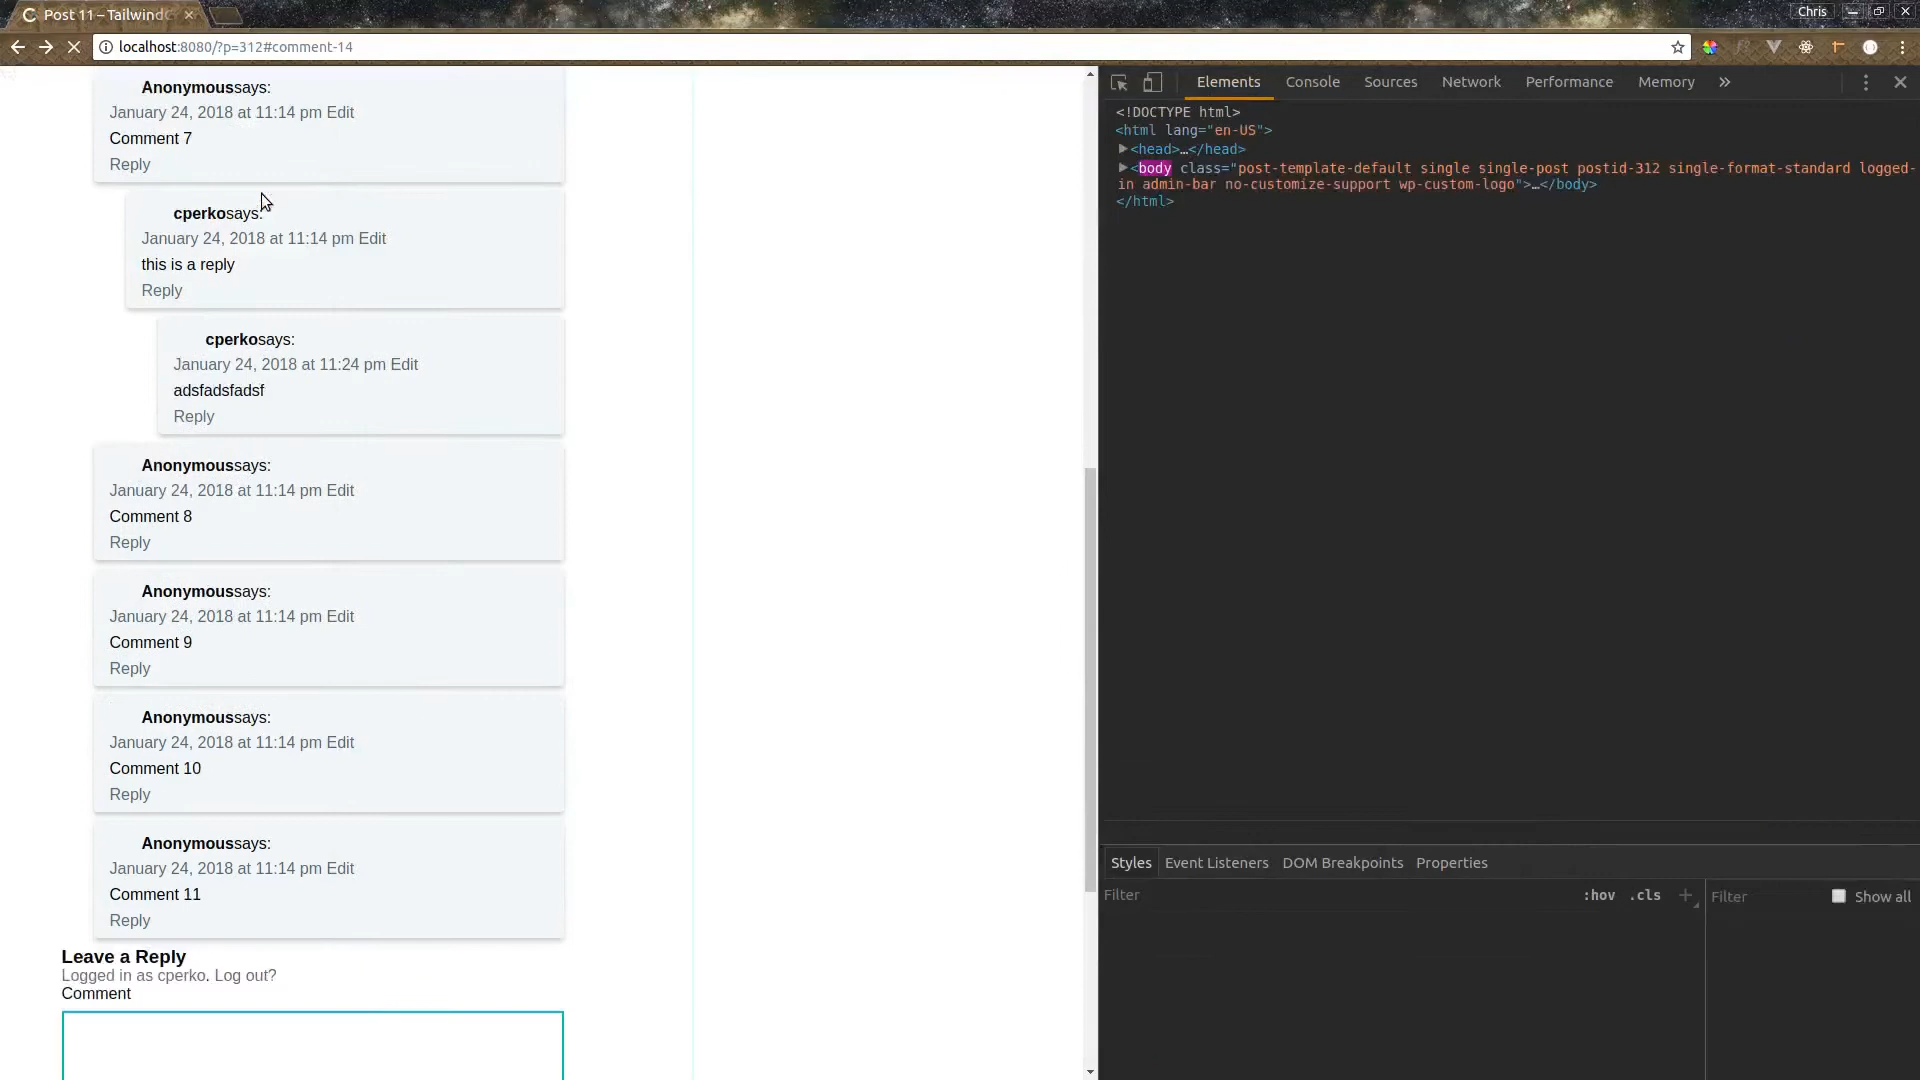 Post 11 – Tailwind
Chris
localhost:8080/?p=312#comment-14
Anonymoussays:
January 24, 2018 at 11:14 pm Edit
Comment 7
Reply
cperkosays:
January 24, 2018 at 11:14 pm Edit
this is a reply
Reply
cperkosays:
January 24, 2018 at 11:24 pm Edit
adsfadsfadsf
Reply
Anonymoussays:
January 24, 2018 at 11:14 pm Edit
Comment 8
Reply
Anonymoussays:
January 24, 2018 at 11:14 pm Edit
Comment 9
Reply
Anonymoussays:
January 24, 2018 at 11:14 pm Edit
Comment 10
Reply
Anonymoussays:
January 24, 2018 at 11:14 pm Edit
Comment 11
Reply
Leave a Reply
Logged in as cperko. Log out?
Comment
Elements Console Sources Network Performance Memory »
<!DOCTYPE html>
<html lang="en-US">
<head>…</head>
<body class="post-template-default single single-post postid-312 single-format-standard logged-
in admin-bar no-customize-support wp-custom-logo">…</body>
</html>
Styles Event Listeners DOM Breakpoints Properties
Filter :hov .cls + Filter Show all